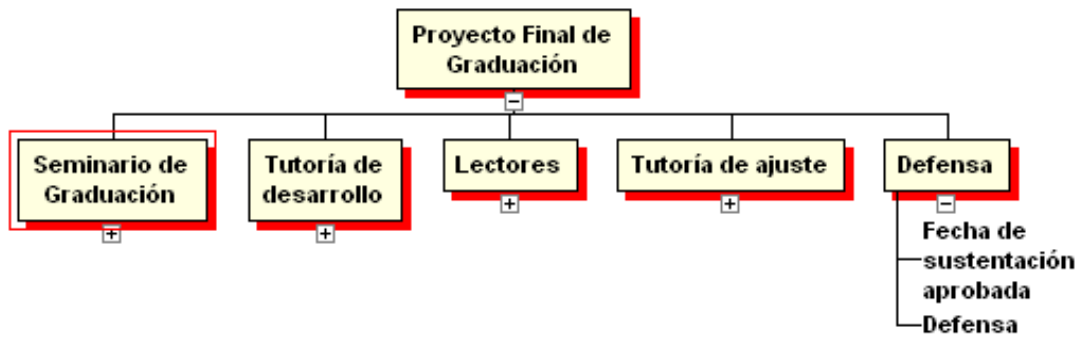 Proyecto Final de
Graduación
Seminario de
Graduación
Tutoría de
desarrollo
Lectores
Tutoría de ajuste
Defensa
Fecha de
sustentación
aprobada
Defensa